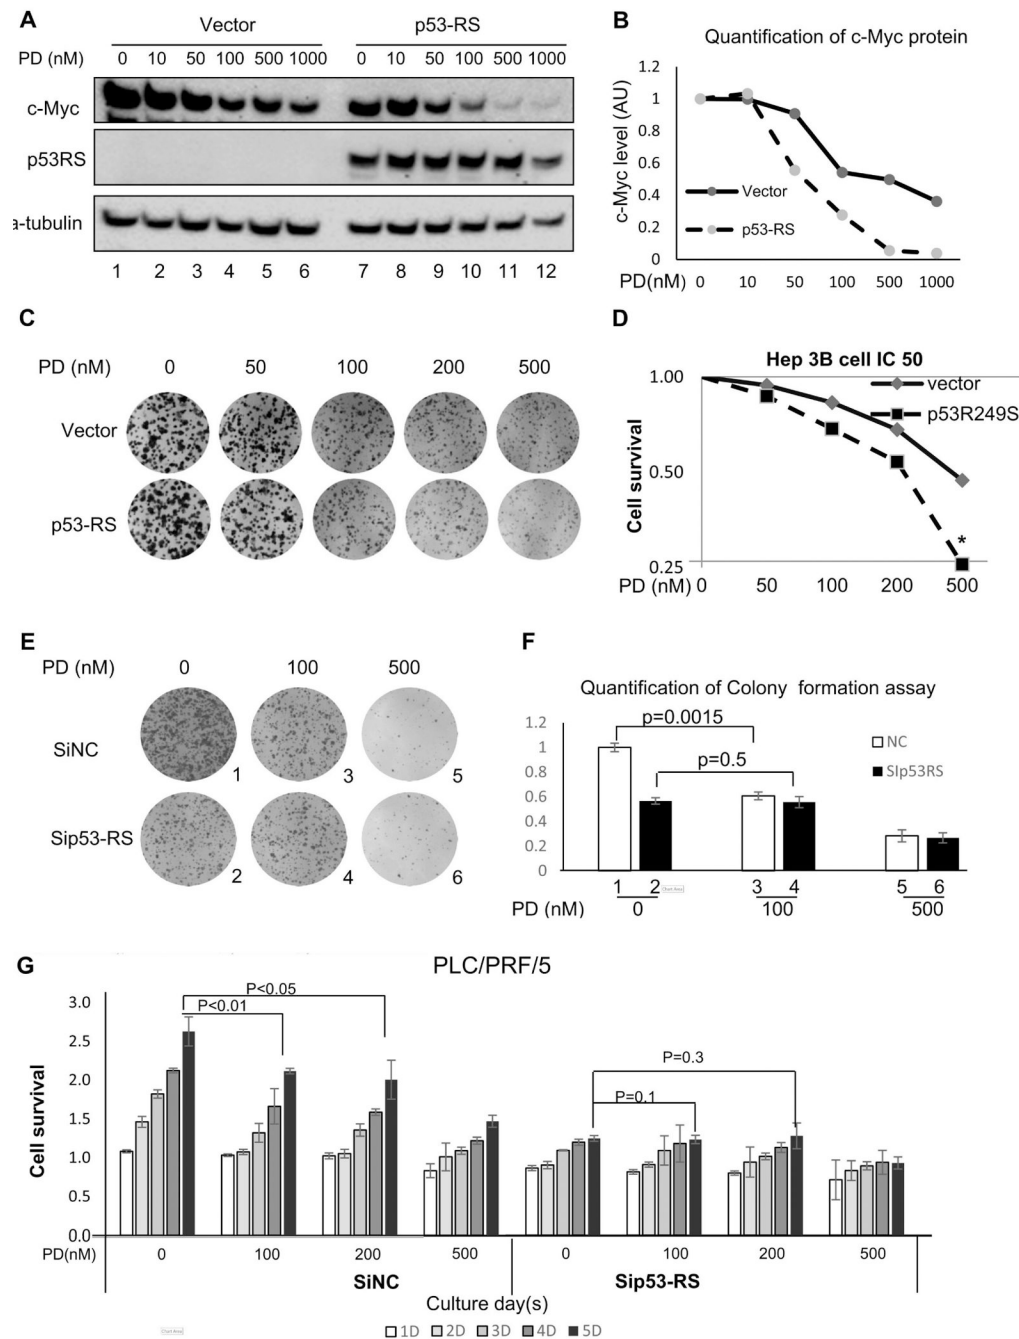 A
Vector
p53-RS
PD (nM)
0 10 50 100 500 1000
0 10 50 100 500 1000
c-Myc
p53RS
a-tubulin
1 2 3 4 5 6 7 8 9 10 11 12
B
Quantification of c-Myc protein
c-Myc level (AU)
1.2
1
0.8
0.6
0.4
0.2
0
Vector
p53-RS
PD(nM)
0 10 50 100 500 1000
C
PD (nM) 0 50 100 200 500
Vector
p53-RS
D
Hep 3B cell IC 50
Cell survival
1.00
0.50
0.25
vector
p53R249S
*
PD (nM) 0 50 100 200 500
E
PD (nM) 0 100 500
SiNC
1 3 5
Sip53-RS
2 4 6
F
Quantification of Colony formation assay
1.2
1
0.8
0.6
0.4
0.2
0
p=0.0015
p=0.5
NC
SIp53RS
1 2 3 4 5 6
Chart Area
PD (nM) 0 100 500
G
PLC/PRF/5
Cell survival
3.0
2.5
2.0
1.5
1.0
0.5
0.0
P<0.05
P<0.01
P=0.3
P=0.1
PD(nM) 0 100 200 500 0 100 200 500
SiNC Sip53-RS
Culture day(s)
Chart Area
1D 2D 3D 4D 5D